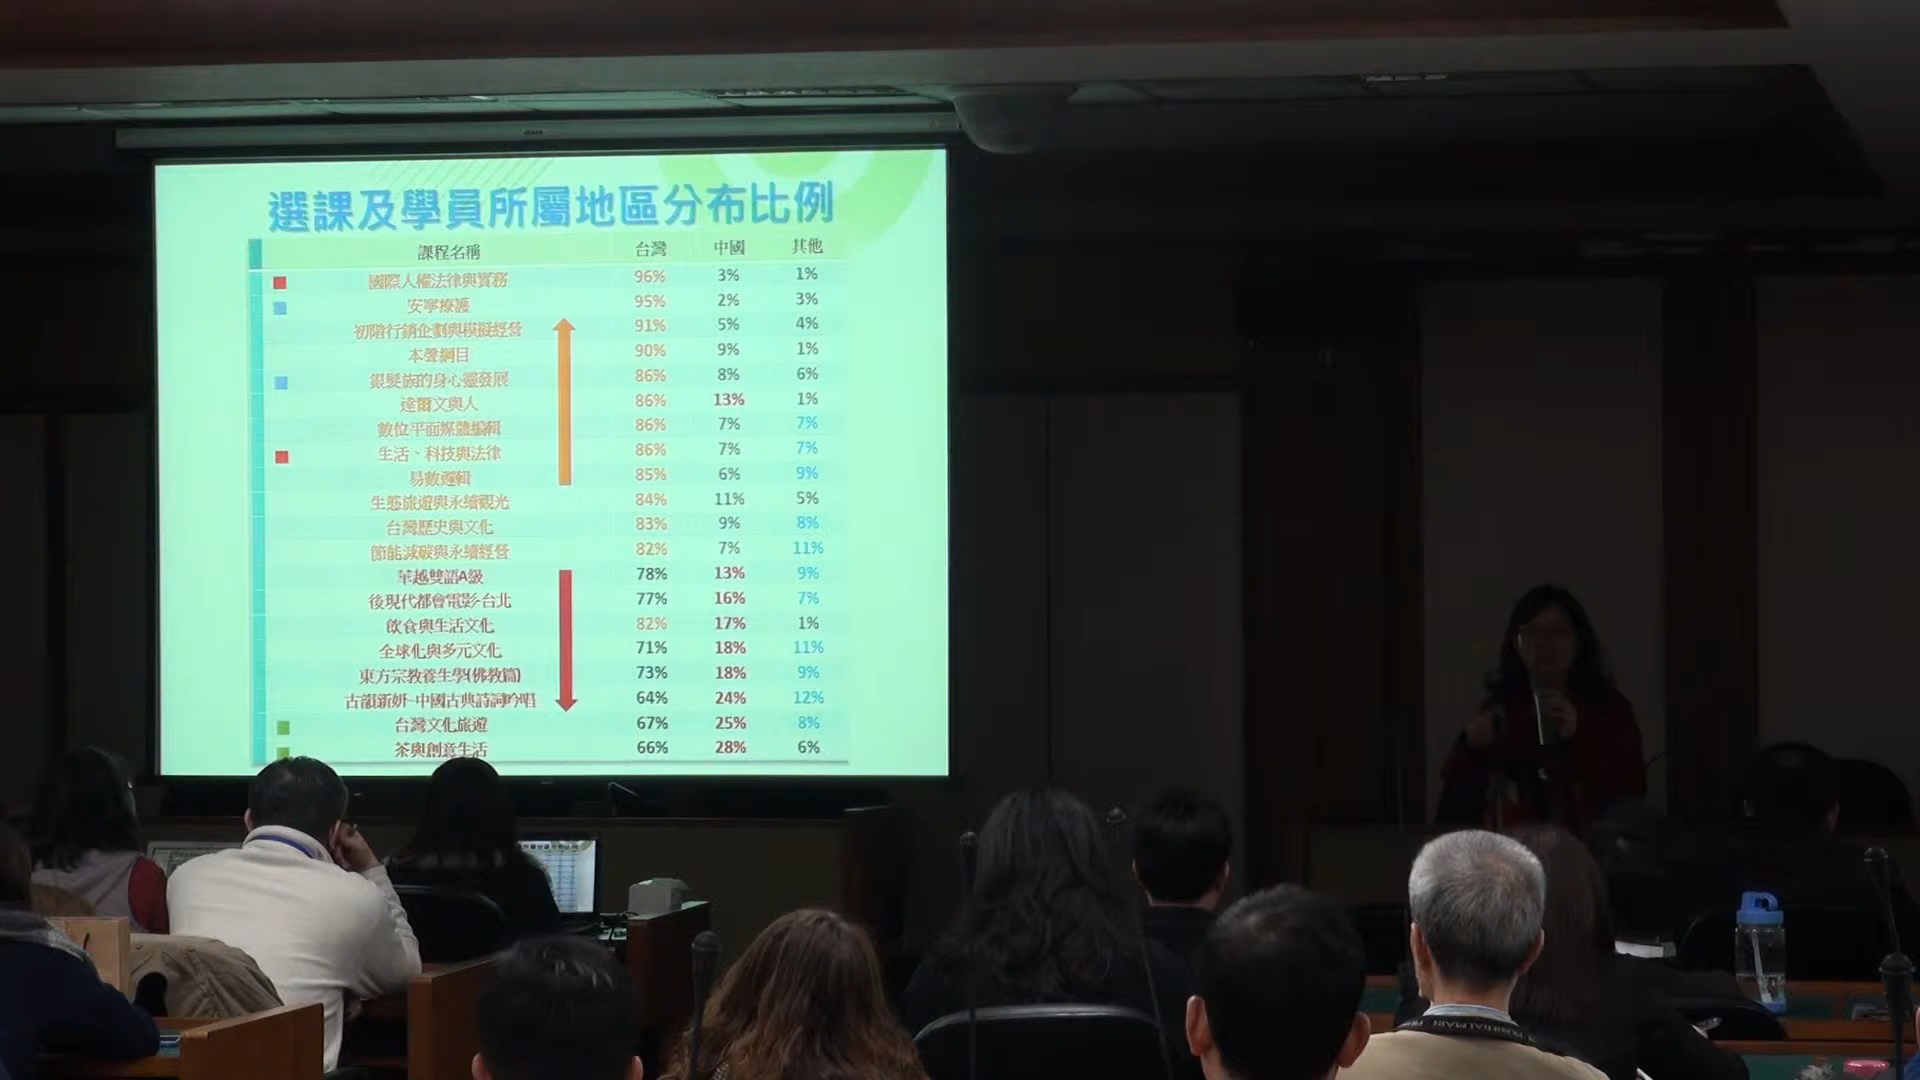 選課及學員所屬地區分布比例
課程名稱 台灣 中國 其他
國際人權法律與實務 96% 3% 1%
安寧療護 95% 2% 3%
初階行銷企劃與模擬經營 91% 5% 4%
本聲綱目 90% 9% 1%
銀髮族的身心靈發展 86% 8% 6%
達爾文與人 86% 13% 1%
數位平面媒體編輯 86% 7% 7%
生活、科技與法律 86% 7% 7%
易數邏輯 85% 6% 9%
生態旅遊與永續觀光 84% 11% 5%
台灣歷史與文化 83% 9% 8%
節能減碳與永續經營 82% 7% 11%
華越雙語A級 78% 13% 9%
後現代都會電影-台北 77% 16% 7%
飲食與生活文化 82% 17% 1%
全球化與多元文化 71% 18% 11%
東方宗教養生學(佛教篇) 73% 18% 9%
古韻新妍-中國古典詩詞吟唱 64% 24% 12%
台灣文化旅遊 67% 25% 8%
茶與創意生活 66% 28% 6%